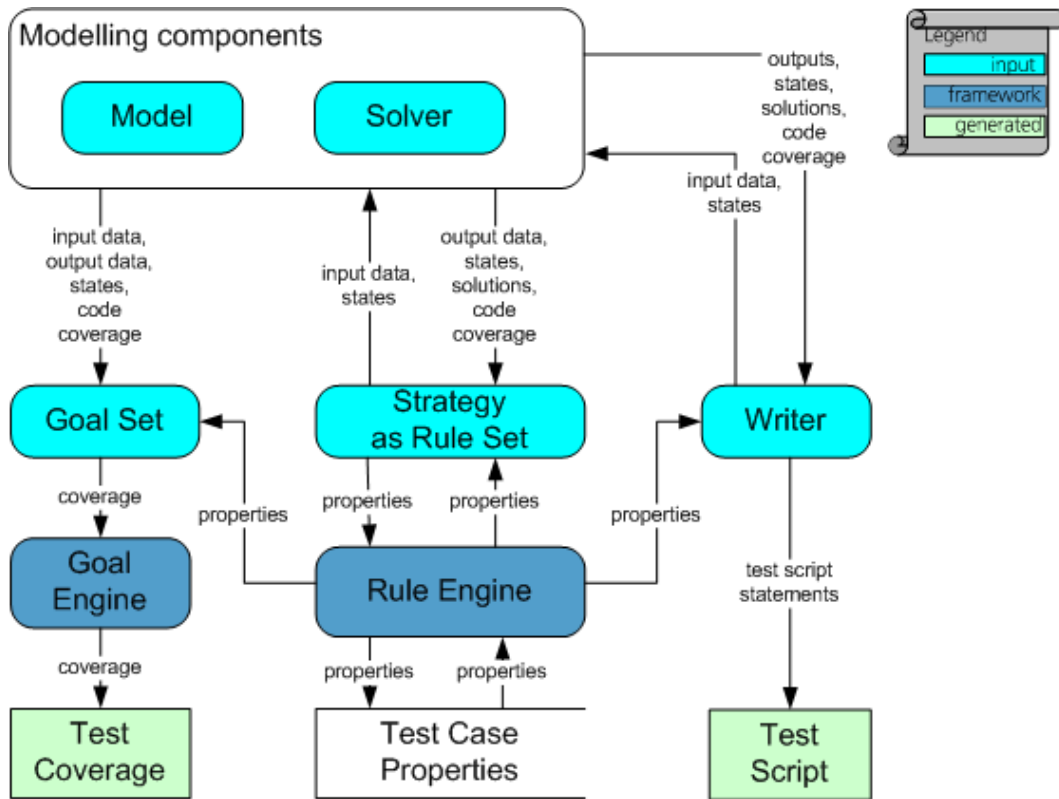 Modelling components
Model
Solver
outputs,
states,
solutions,
code
coverage
Legend
input
framework
generated
input data,
states
input data,
output data,
states,
code
coverage
input data,
states
output data,
states,
solutions,
code
coverage
Goal Set
Strategy
as Rule Set
Writer
coverage
properties
properties
properties
properties
Goal
Engine
Rule Engine
test script
statements
coverage
properties
properties
Test
Coverage
Test Case
Properties
Test
Script